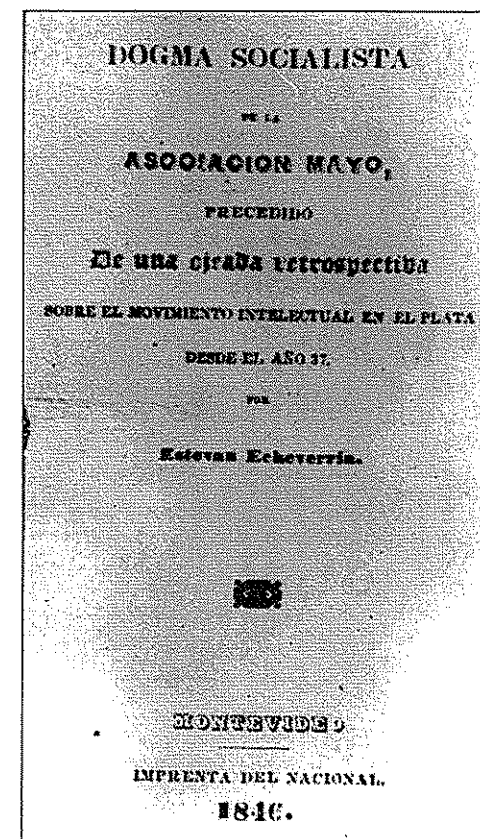 DOGMA SOCIALISTA
DE LA
ASOCIACION MAYO,
PRECEDIDO
De una ojeada retrospectiva
SOBRE EL MOVIMIENTO INTELECTUAL EN EL PLATA
DESDE EL AÑO 37,
POR
Estevan Echeverria.
MONTEVIDEO
IMPRENTA DEL NACIONAL.
1846.